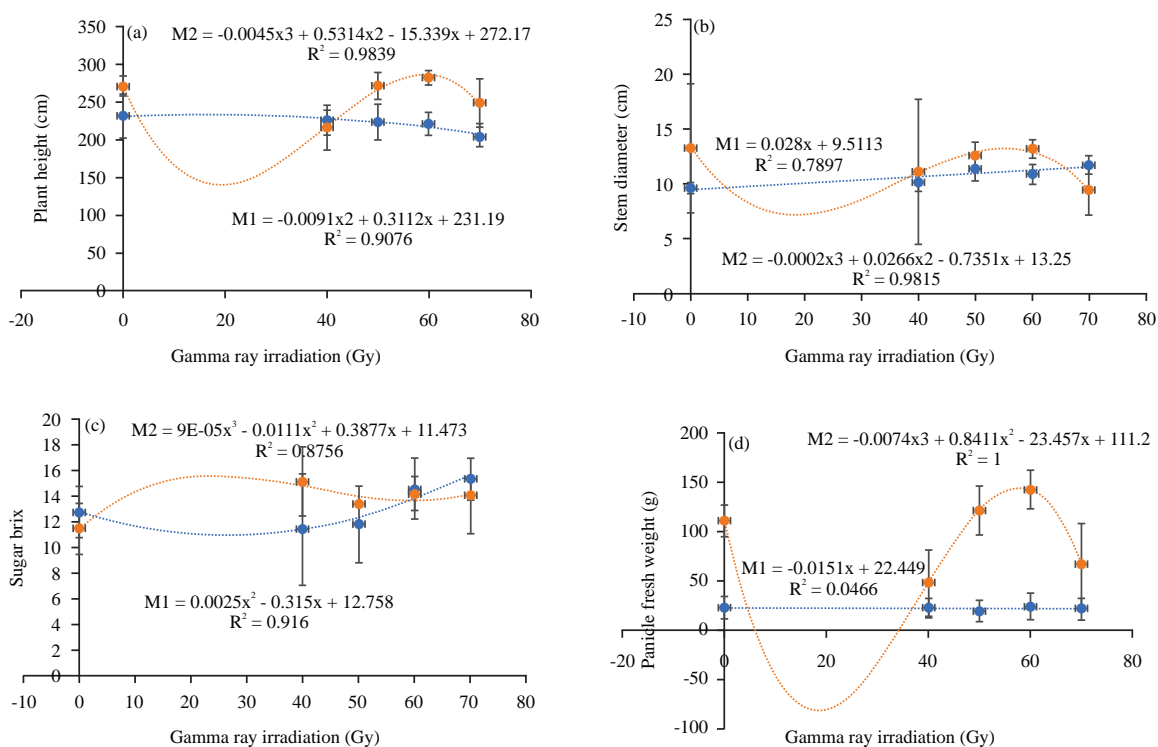 (a)
M2 = -0.0045x3 + 0.5314x2 - 15.339x + 272.17
R² = 0.9839
M1 = -0.0091x2 + 0.3112x + 231.19
R² = 0.9076
Plant height (cm)
350
300
250
200
150
100
50
0
-20 0 20 40 60 80
Gamma ray irradiation (Gy)
(b)
M1 = 0.028x + 9.5113
R² = 0.7897
M2 = -0.0002x3 + 0.0266x2 - 0.7351x + 13.25
R² = 0.9815
Stem diameter (cm)
25
20
15
10
5
0
-10 0 10 20 30 40 50 60 70 80
Gamma ray irradiation (Gy)
(c)
M2 = 9E-05x³ - 0.0111x² + 0.3877x + 11.473
R² = 0.8756
M1 = 0.0025x² - 0.315x + 12.758
R² = 0.916
Sugar brix
20
18
16
14
12
10
8
6
4
2
0
-10 0 10 20 30 40 50 60 70 80
Gamma ray irradiation (Gy)
(d)
M2 = -0.0074x3 + 0.8411x² - 23.457x + 111.2
R² = 1
M1 = -0.0151x + 22.449
R² = 0.0466
Panicle fresh weight (g)
200
150
100
50
0
-50
-100
-20 0 20 40 60 80
Gamma ray irradiation (Gy)